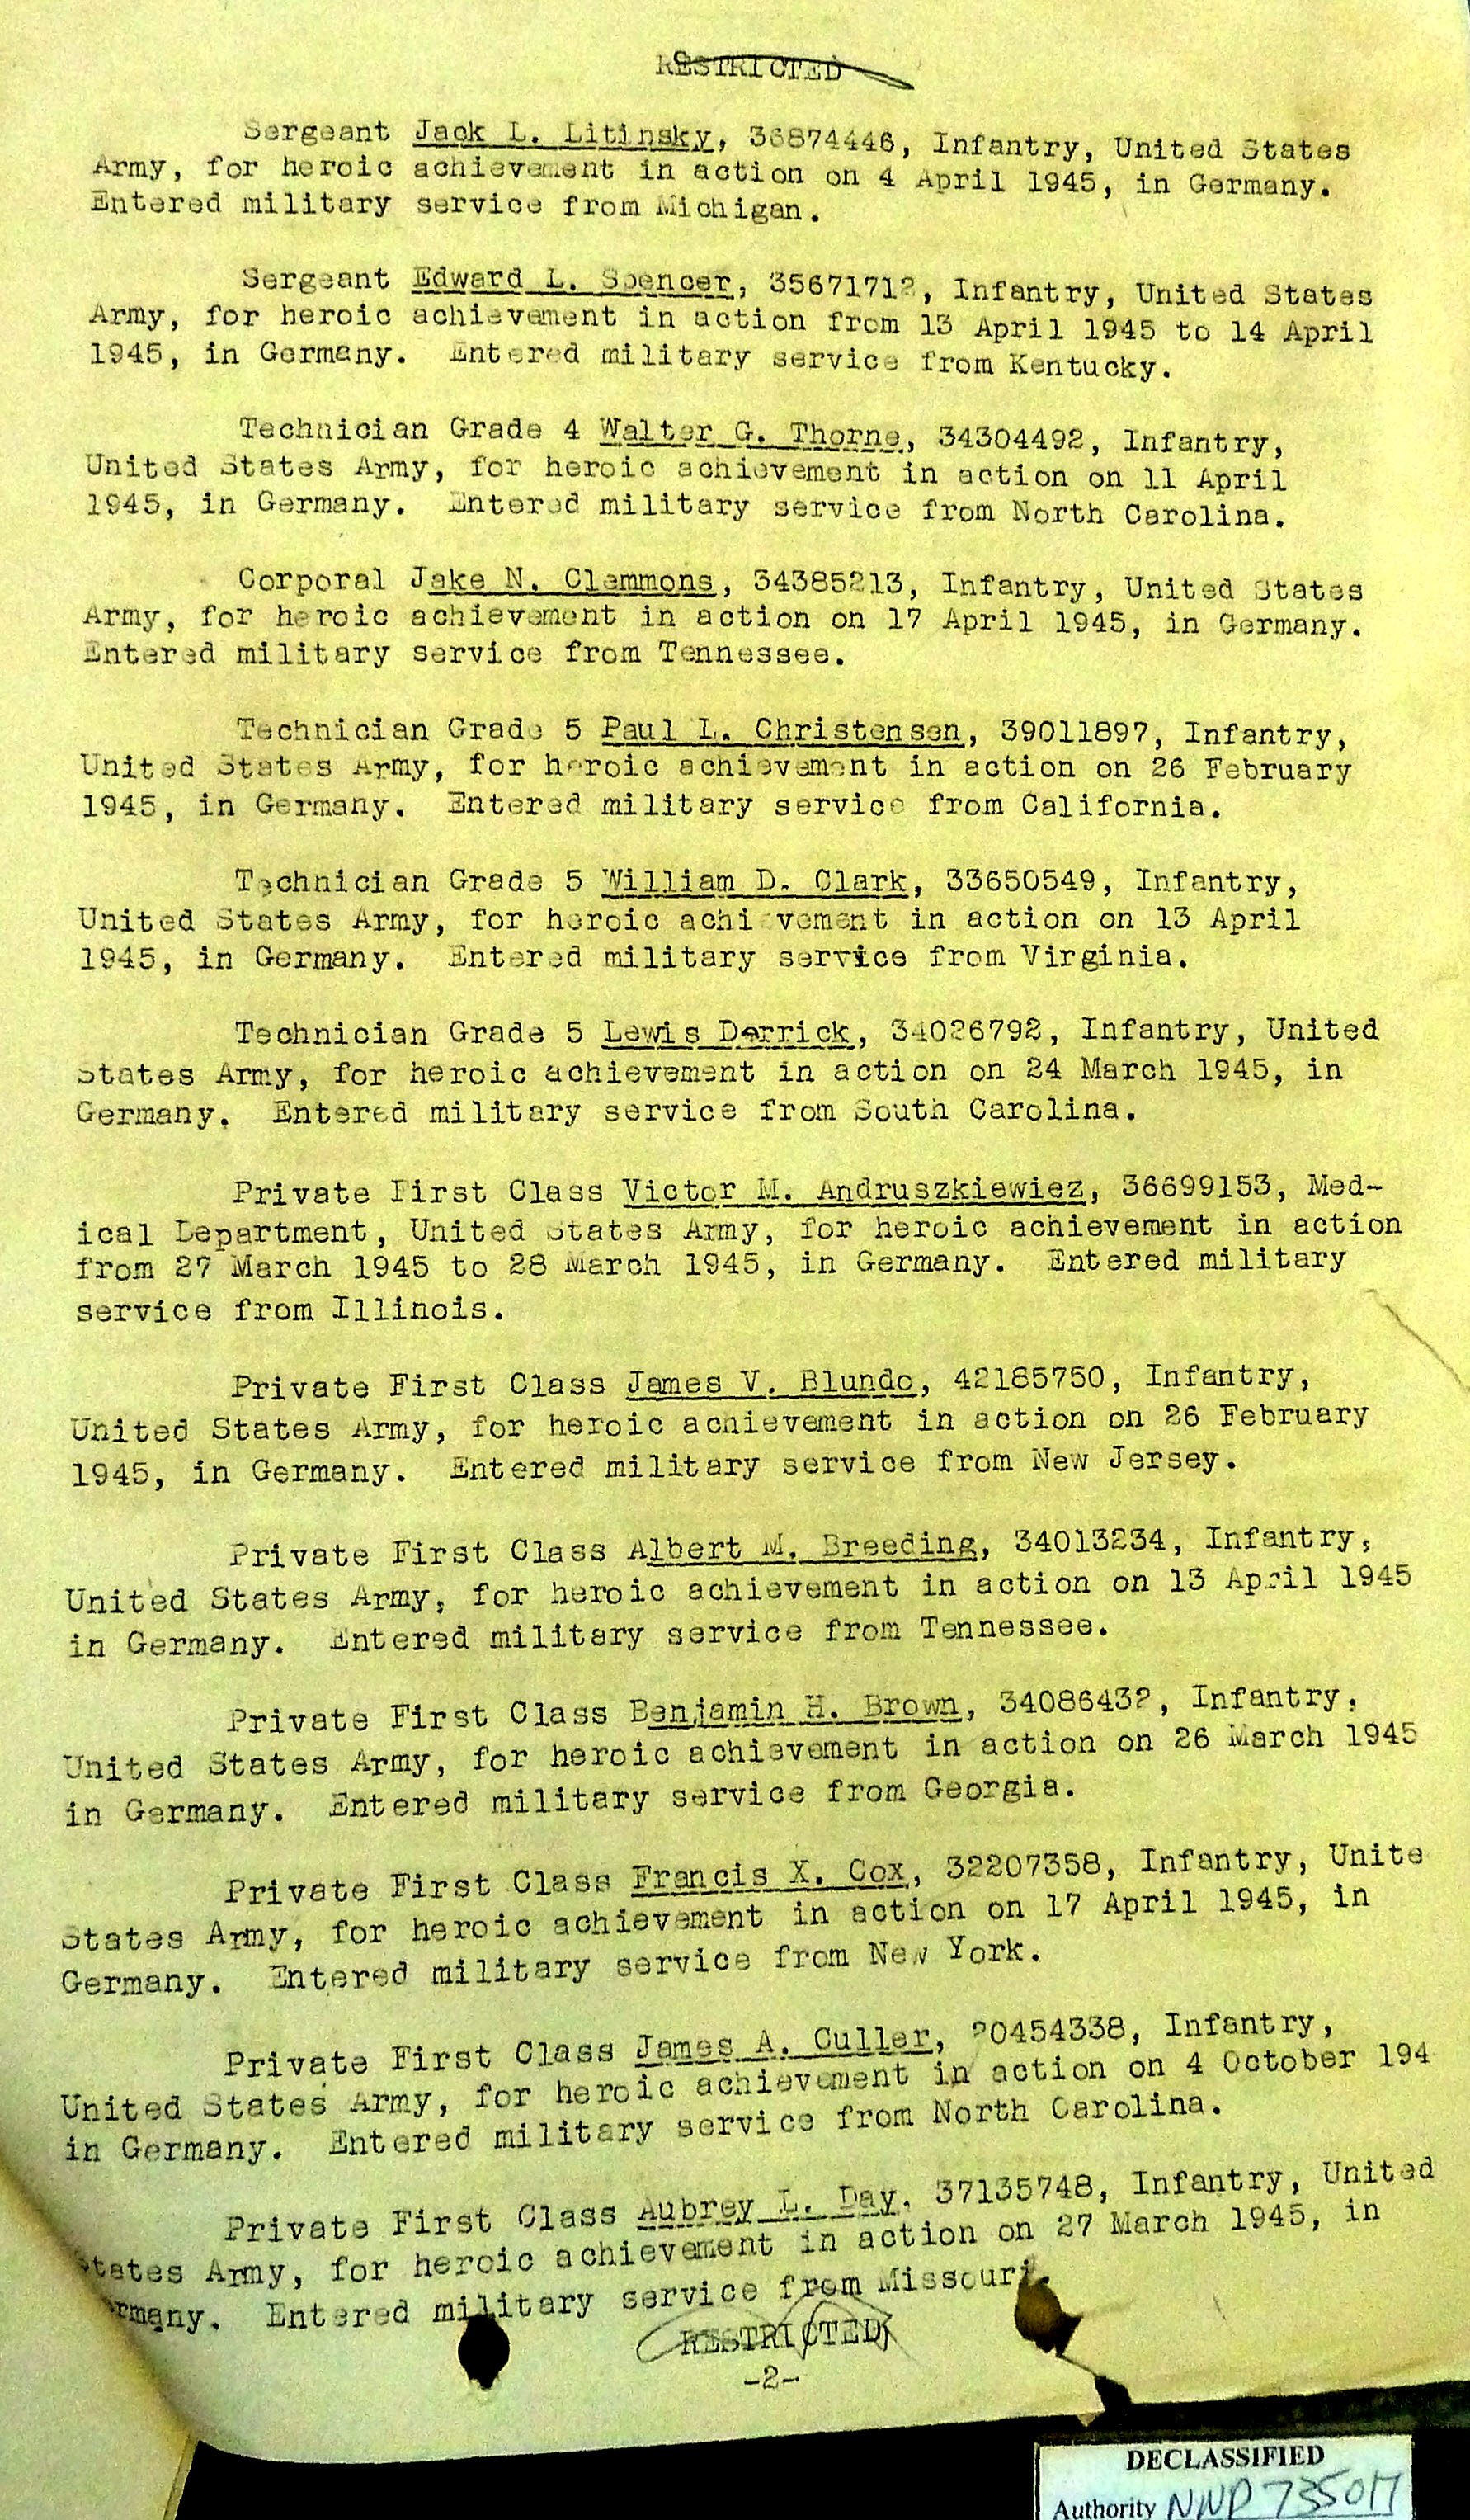 RESTRICTED
Sergeant Jack L. Litinsky, 36874446, Infantry, United States
Army, for heroic achievement in action on 4 April 1945, in Germany.
Entered military service from Michigan.
Sergeant Edward L. Spencer, 35671712, Infantry, United States
Army, for heroic achievement in action from 13 April 1945 to 14 April
1945, in Germany. Entered military service from Kentucky.
Technician Grade 4 Walter G. Thorne, 34304492, Infantry,
United States Army, for heroic achievement in action on 11 April
1945, in Germany. Entered military service from North Carolina.
Corporal Jake N. Clemmons, 34385213, Infantry, United States
Army, for heroic achievement in action on 17 April 1945, in Germany.
Entered military service from Tennessee.
Technician Grade 5 Paul L. Christensen, 39011897, Infantry,
United States Army, for heroic achievement in action on 26 February
1945, in Germany. Entered military service from California.
Technician Grade 5 William D. Clark, 33650549, Infantry,
United States Army, for heroic achievement in action on 13 April
1945, in Germany. Entered military service from Virginia.
Technician Grade 5 Lewis Derrick, 34026792, Infantry, United
States Army, for heroic achievement in action on 24 March 1945, in
Germany. Entered military service from South Carolina.
Private First Class Victor M. Andruszkiewiez, 36699153, Med-
ical Department, United States Army, for heroic achievement in action
from 27 March 1945 to 28 March 1945, in Germany. Entered military
service from Illinois.
Private First Class James V. Blundo, 42185750, Infantry,
United States Army, for heroic achievement in action on 26 February
1945, in Germany. Entered military service from New Jersey.
Private First Class Albert M. Breeding, 34013234, Infantry,
United States Army, for heroic achievement in action on 13 April 1945
in Germany. Entered military service from Tennessee.
Private First Class Benjamin H. Brown, 34086432, Infantry,
United States Army, for heroic achievement in action on 26 March 1945
in Germany. Entered military service from Georgia.
Private First Class Francis X. Cox, 32207358, Infantry, Unite
States Army, for heroic achievement in action on 17 April 1945, in
Germany. Entered military service from New York.
Private First Class James A. Culler, 20454338, Infantry,
United States Army, for heroic achievement in action on 4 October 194
in Germany. Entered military service from North Carolina.
Private First Class Aubrey L. Day, 37135748, Infantry, United
States Army, for heroic achievement in action on 27 March 1945, in
rmany. Entered military service from Missouri.
RESTRICTED
-2-
DECLASSIFIED
Authority NND 735017